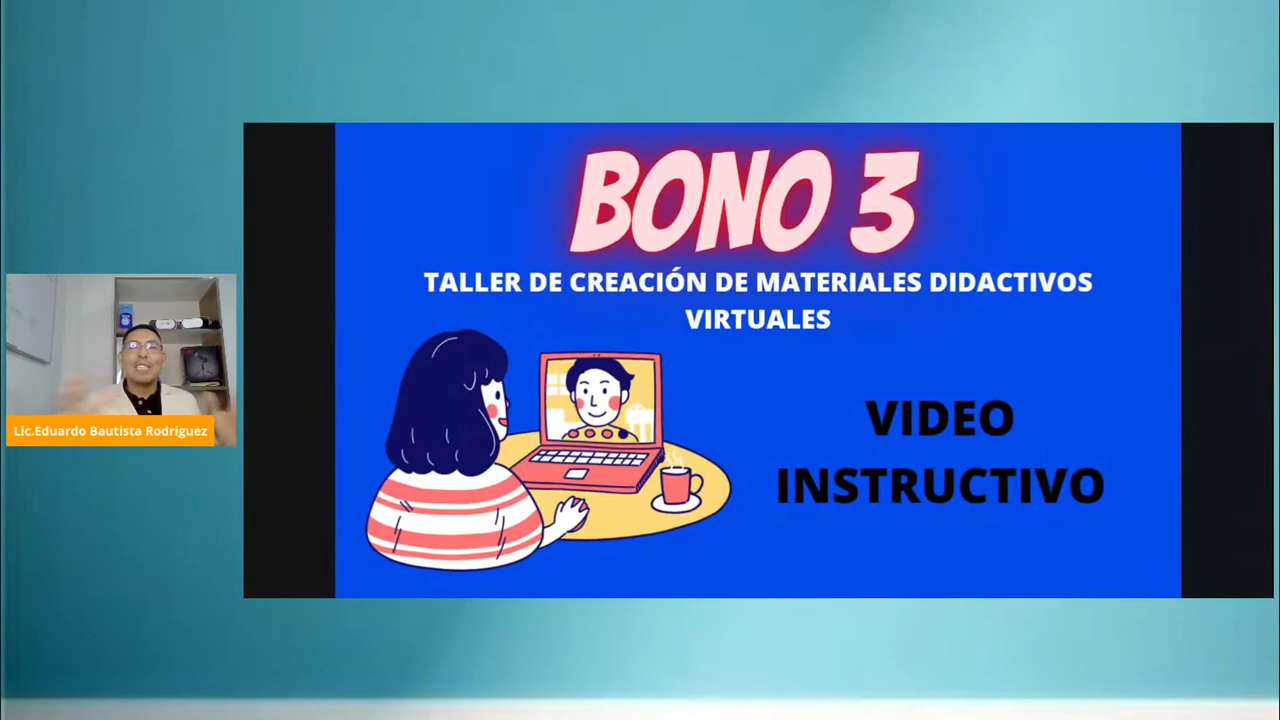 BONO 3
TALLER DE CREACIÓN DE MATERIALES DIDACTIVOS
VIRTUALES
VIDEO
INSTRUCTIVO
Lic.Eduardo Bautista Rodriguez